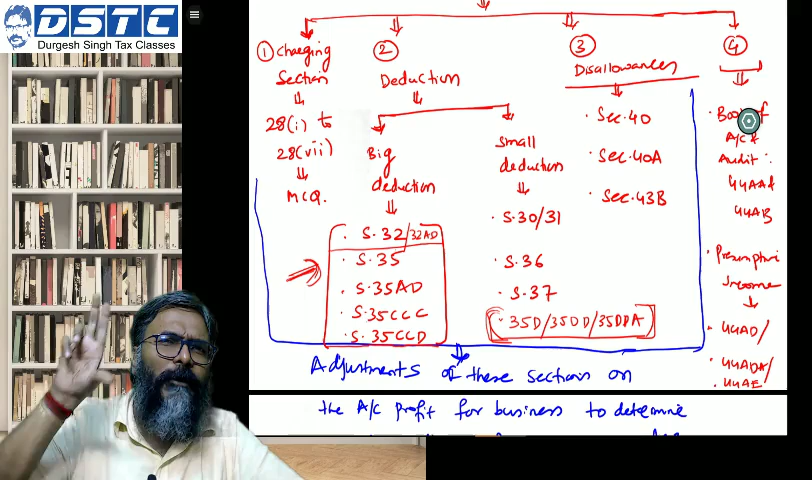 DSTC
Durgesh Singh Tax Classes
① Charging
Section
28(i) to
28(vii)
MCQ.
②
Deduction
Big
deduction
· S.32/32AD
· S.35
· S.35AD
· S.35CCC
· S.35CCD
Small
deduction
· S.30/31
· S.36
· S.37
· 35D/35DD/35DDA
③
Disallowances
· Sec.40
· Sec.40A
· Sec.43B
④
of
A/C &
Audit :
44AA &
44AB
· Presumptive
Income
· 44AD/
· 44ADA/
· 44AE
Adjustments of these sections on
the A/C profit for business to determine